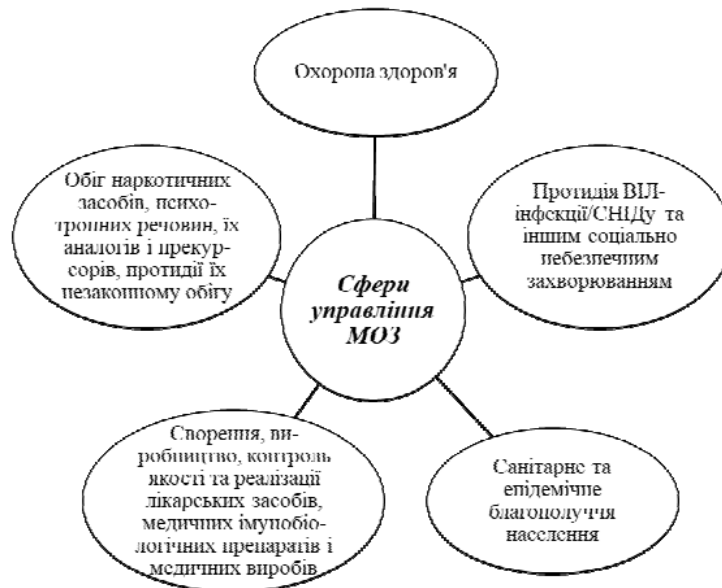 Охорона здоров'я
Обіг наркотичних
засобів, психо-
тропних речовин, їх
аналогів і прекур-
сорів, протидії їх
незаконному обігу
Протидія ВІЛ-
інфекції/СНІДу та
іншим соціально
небезпечним
захворюванням
Сфери
управління
МОЗ
Сворення, ви-
робництво, контроль
якості та реалізації
лікарських засобів,
медичних імунобіо-
логічних препаратів і
медичних виробів
Санітарне та
епідемічне
благополуччя
населення